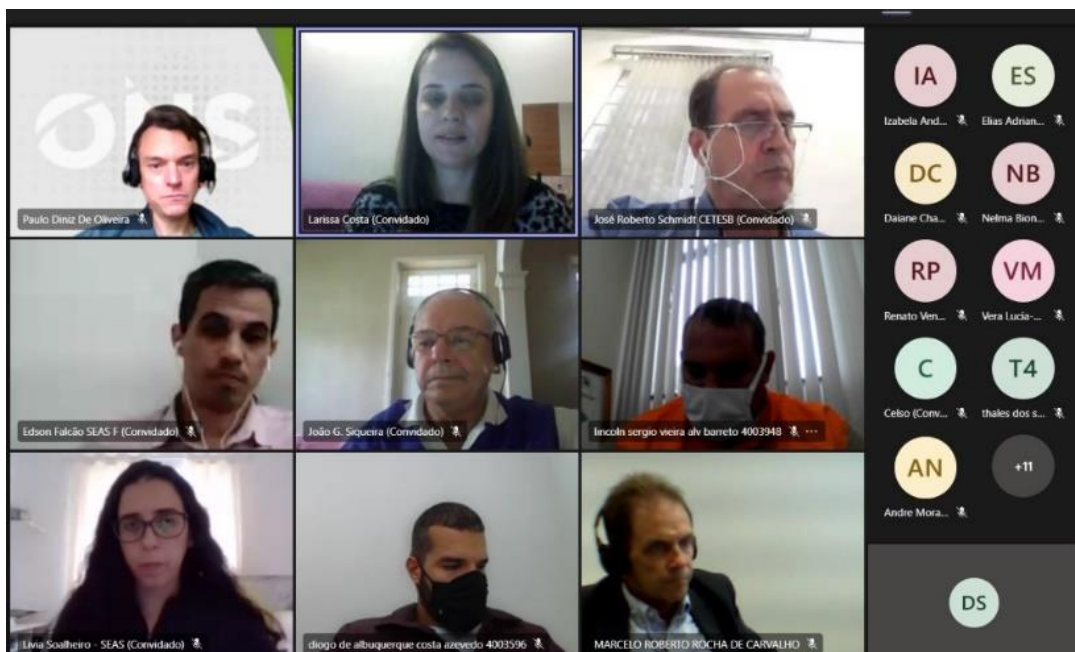 ONS
Paulo Diniz De Oliveira
Larissa Costa (Convidado)
José Roberto Schmidt CETESB (Convidado)
Edson Falcão SEAS F (Convidado)
João G. Siqueira (Convidado)
lincoln sergio vieira alv barreto 4003948 ...
Livia Soalheiro - SEAS (Convidado)
diogo de albuquerque costa azevedo 4003596
MARCELO ROBERTO ROCHA DE CARVALHO
IA
Izabela And...
ES
Elias Adrian...
DC
Daiane Cha...
NB
Nelma Bion...
RP
Renato Ven...
VM
Vera Lucia-...
C
Celso (Conv...
T4
thales dos s...
AN
Andre Mora...
+11
DS